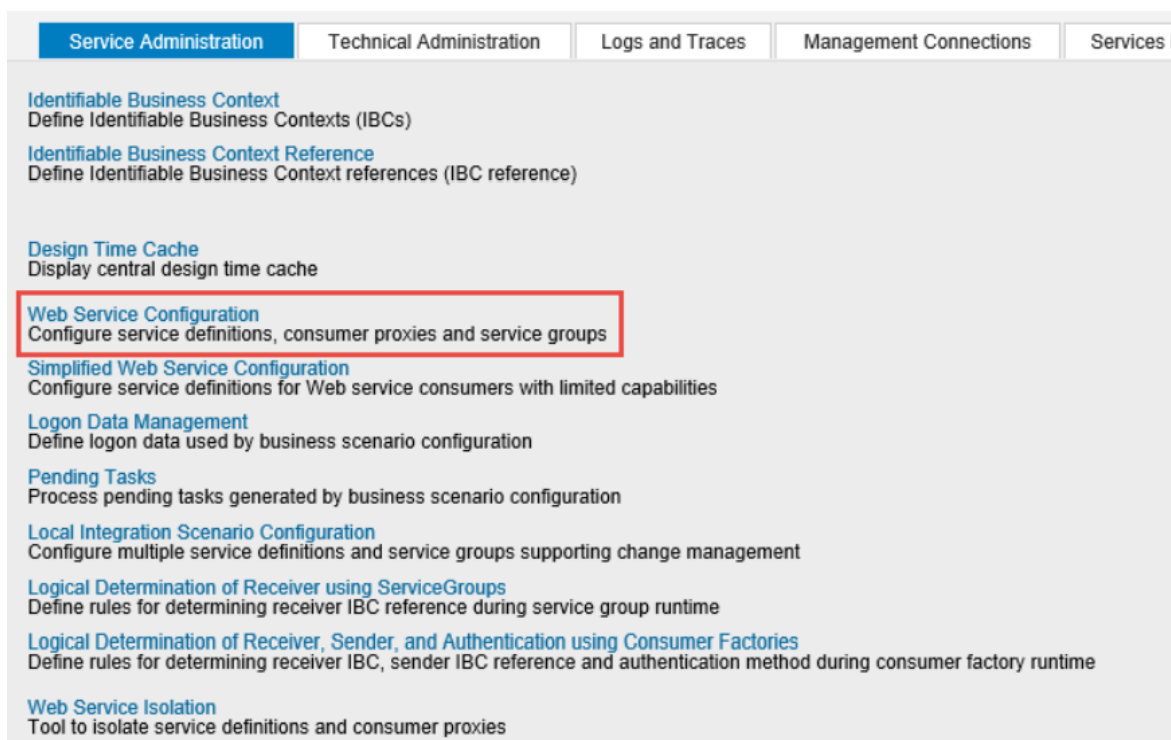 Service Administration Technical Administration Logs and Traces Management Connections Services
Identifiable Business Context
Define Identifiable Business Contexts (IBCs)
Identifiable Business Context Reference
Define Identifiable Business Context references (IBC reference)
Design Time Cache
Display central design time cache
Web Service Configuration
Configure service definitions, consumer proxies and service groups
Simplified Web Service Configuration
Configure service definitions for Web service consumers with limited capabilities
Logon Data Management
Define logon data used by business scenario configuration
Pending Tasks
Process pending tasks generated by business scenario configuration
Local Integration Scenario Configuration
Configure multiple service definitions and service groups supporting change management
Logical Determination of Receiver using ServiceGroups
Define rules for determining receiver IBC reference during service group runtime
Logical Determination of Receiver, Sender, and Authentication using Consumer Factories
Define rules for determining receiver IBC, sender IBC reference and authentication method during consumer factory runtime
Web Service Isolation
Tool to isolate service definitions and consumer proxies